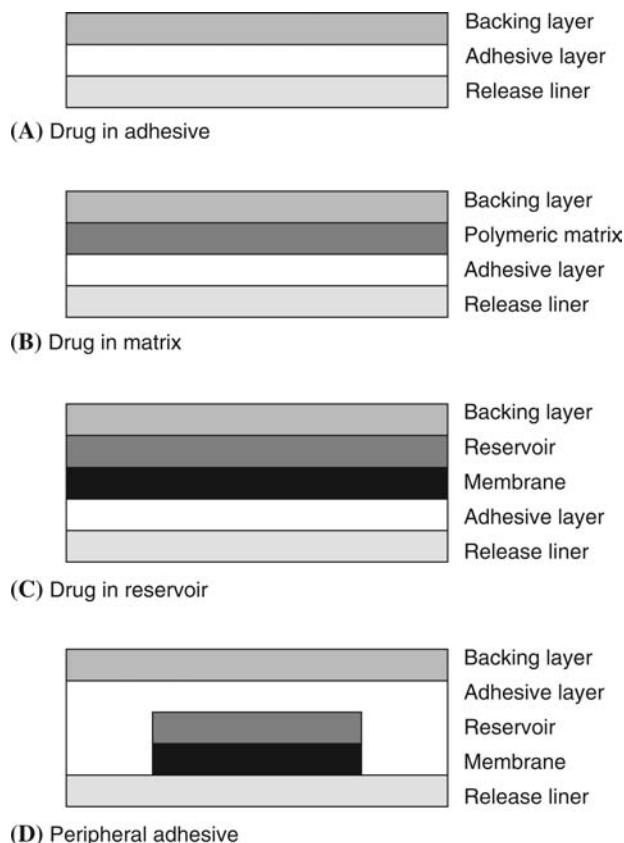 Backing layer
Adhesive layer
Release liner
(A) Drug in adhesive
Backing layer
Polymeric matrix
Adhesive layer
Release liner
(B) Drug in matrix
Backing layer
Reservoir
Membrane
Adhesive layer
Release liner
(C) Drug in reservoir
Backing layer
Adhesive layer
Reservoir
Membrane
Release liner
(D) Peripheral adhesive